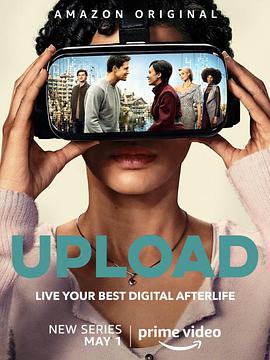 AMAZON ORIGINAL
UPLOAD
LIVE YOUR BEST DIGITAL AFTERLIFE
NEW SERIES
MAY 1
prime video